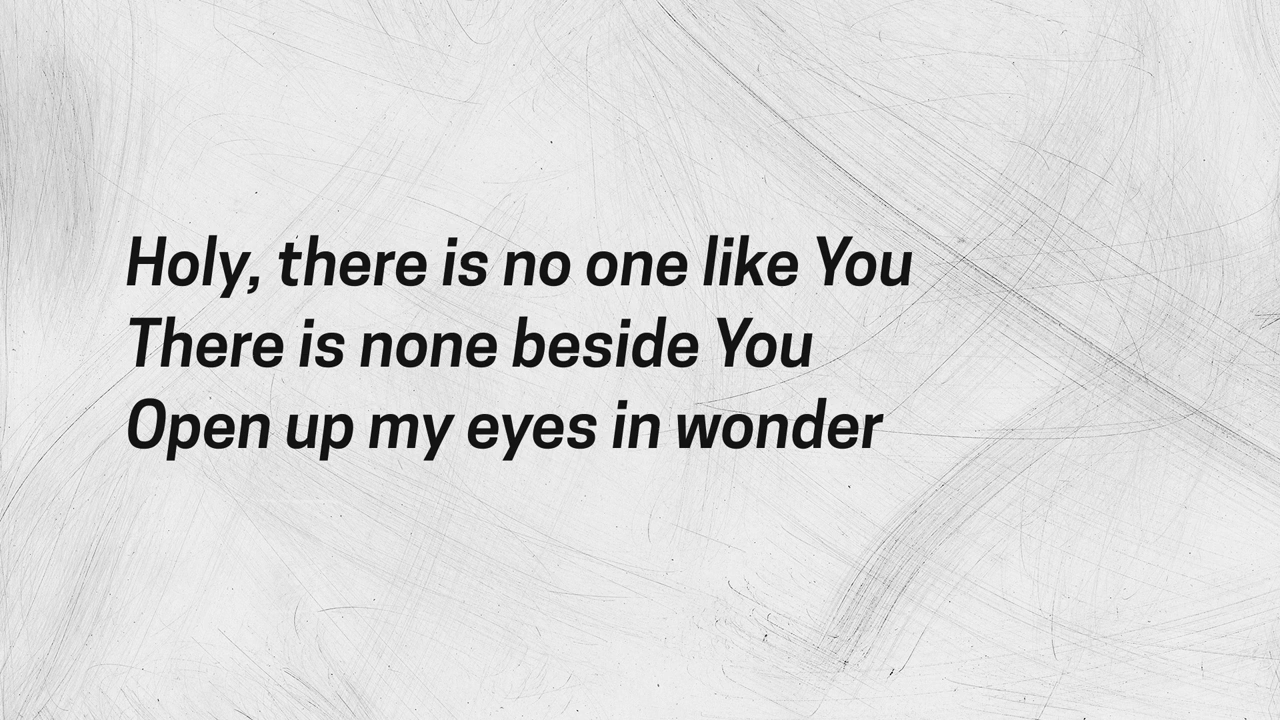 Holy, there is no one like You
There is none beside You
Open up my eyes in wonder